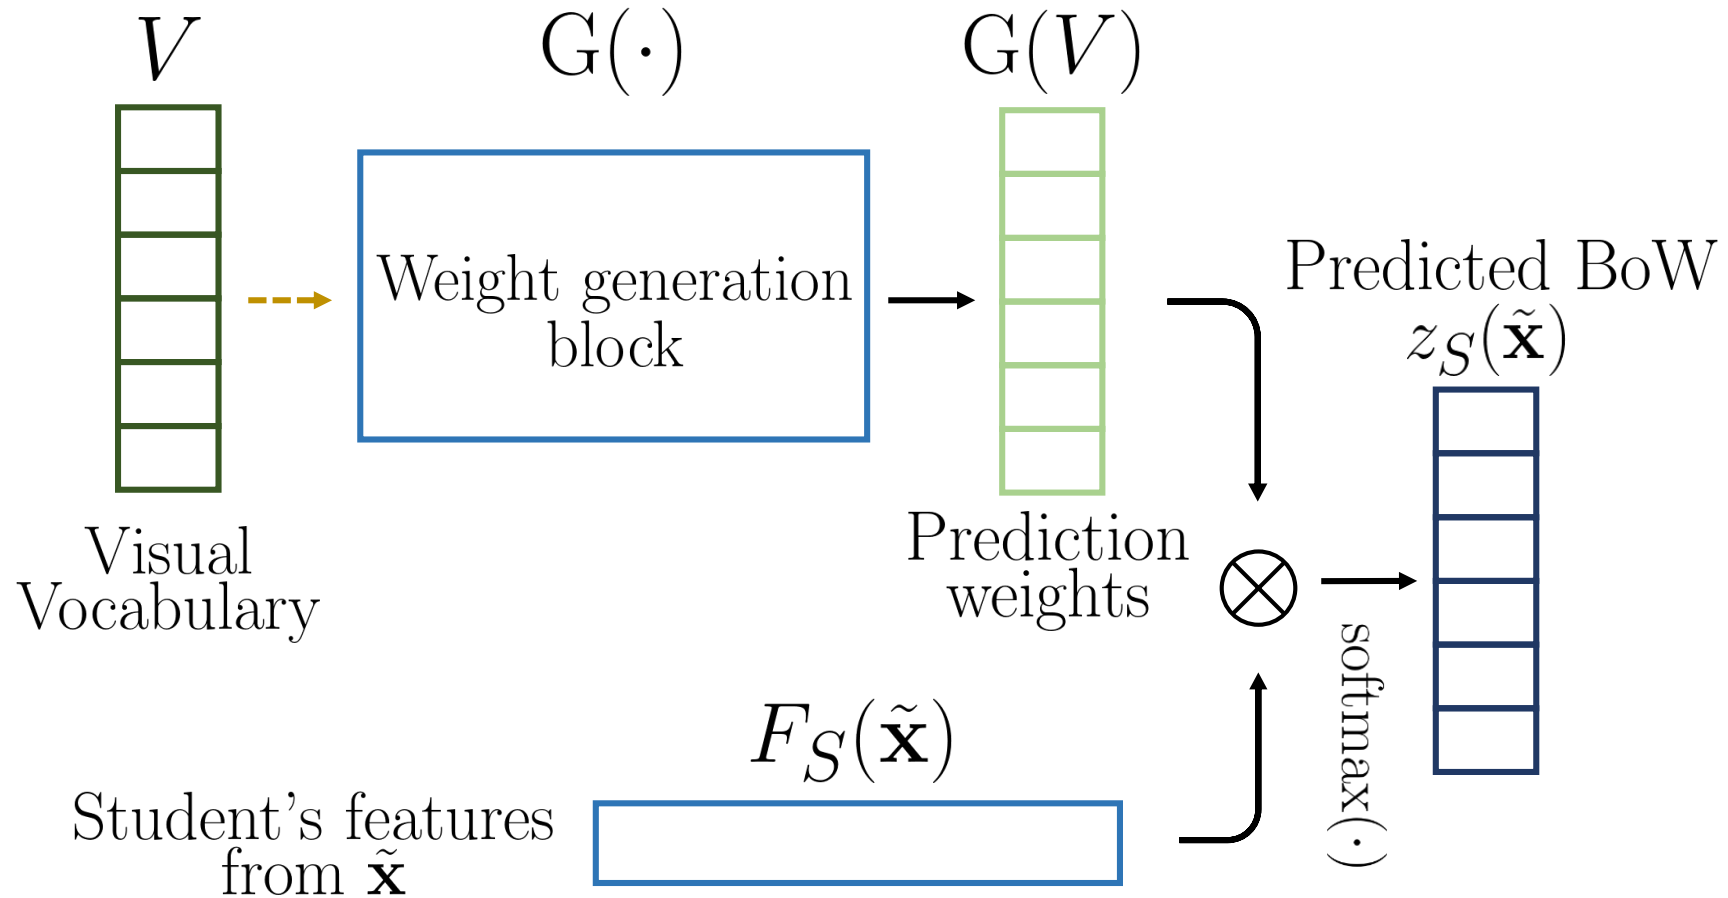 V
G(·)
G(V)
Weight generation
block
Predicted BoW
z_S(x̃)
Visual
Vocabulary
Prediction
weights
softmax(·)
F_S(x̃)
Student's features
from x̃